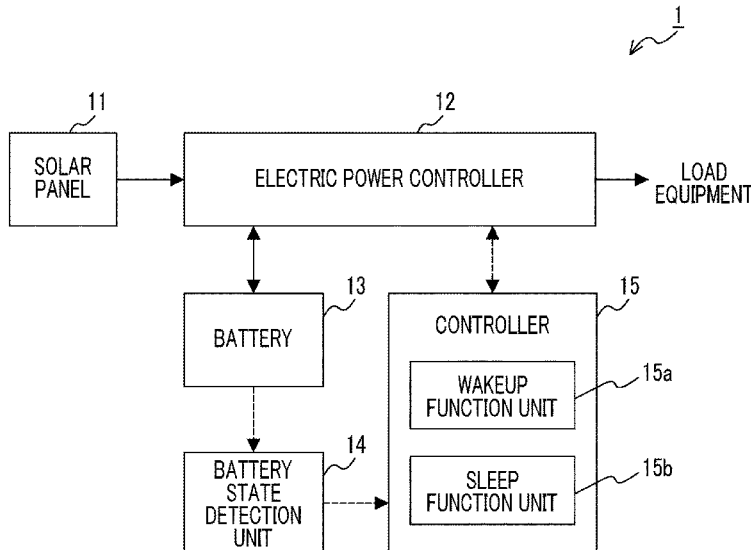 1
11
12
SOLAR
PANEL
ELECTRIC POWER CONTROLLER
LOAD
EQUIPMENT
13
BATTERY
15
CONTROLLER
WAKEUP
FUNCTION UNIT
15a
14
BATTERY
STATE
DETECTION
UNIT
SLEEP
FUNCTION UNIT
15b